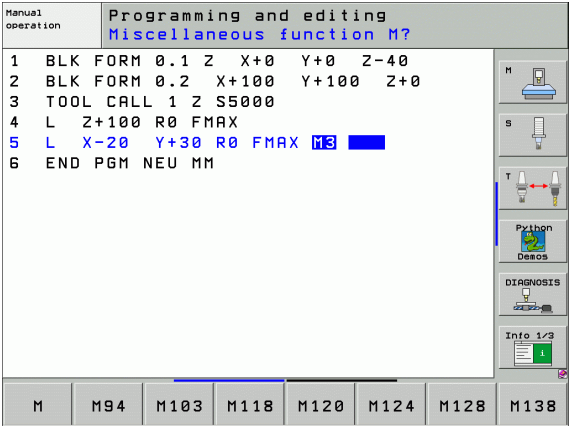 Manual
operation
Programming and editing
Miscellaneous function M?
1 BLK FORM 0.1 Z X+0 Y+0 Z-40
2 BLK FORM 0.2 X+100 Y+100 Z+0
3 TOOL CALL 1 Z S5000
4 L Z+100 R0 FMAX
5 L X-20 Y+30 R0 FMAX M3
6 END PGM NEU MM
M
S
T
Python
Demos
DIAGNOSIS
Info 1/3
i
M M94 M103 M118 M120 M124 M128 M138